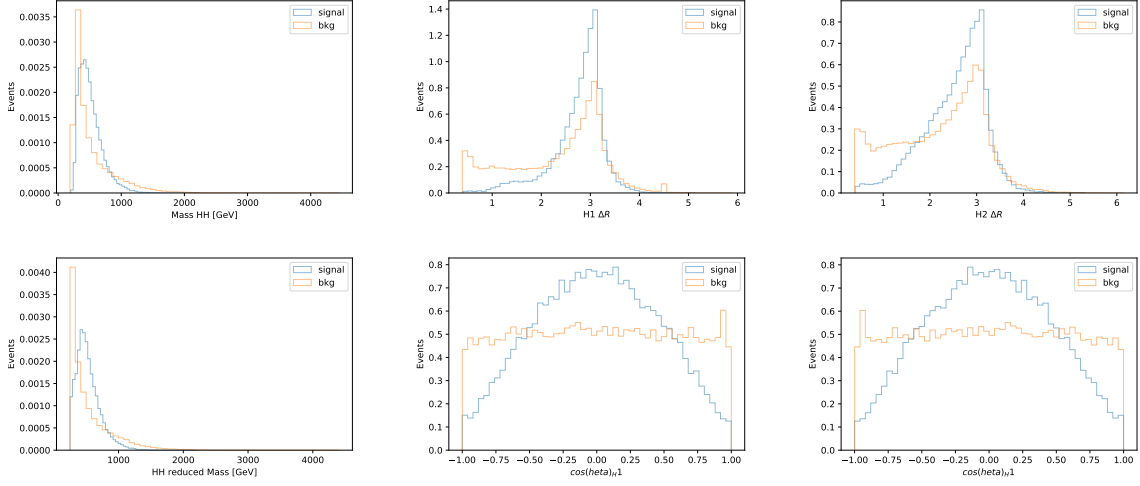 signal
bkg
Events
0.0035
0.0030
0.0025
0.0020
0.0015
0.0010
0.0005
0.0000
0 1000 2000 3000 4000
Mass HH [GeV]
signal
bkg
Events
1.4
1.2
1.0
0.8
0.6
0.4
0.2
0.0
1 2 3 4 5 6
H1 ΔR
signal
bkg
Events
0.8
0.7
0.6
0.5
0.4
0.3
0.2
0.1
0.0
1 2 3 4 5 6
H2 ΔR
signal
bkg
Events
0.0040
0.0035
0.0030
0.0025
0.0020
0.0015
0.0010
0.0005
0.0000
1000 2000 3000 4000
HH reduced Mass [GeV]
signal
bkg
Events
0.8
0.7
0.6
0.5
0.4
0.3
0.2
0.1
0.0
−1.00 −0.75 −0.50 −0.25 0.00 0.25 0.50 0.75 1.00
cos(heta)H1
signal
bkg
Events
0.8
0.7
0.6
0.5
0.4
0.3
0.2
0.1
0.0
−1.00 −0.75 −0.50 −0.25 0.00 0.25 0.50 0.75 1.00
cos(heta)H1